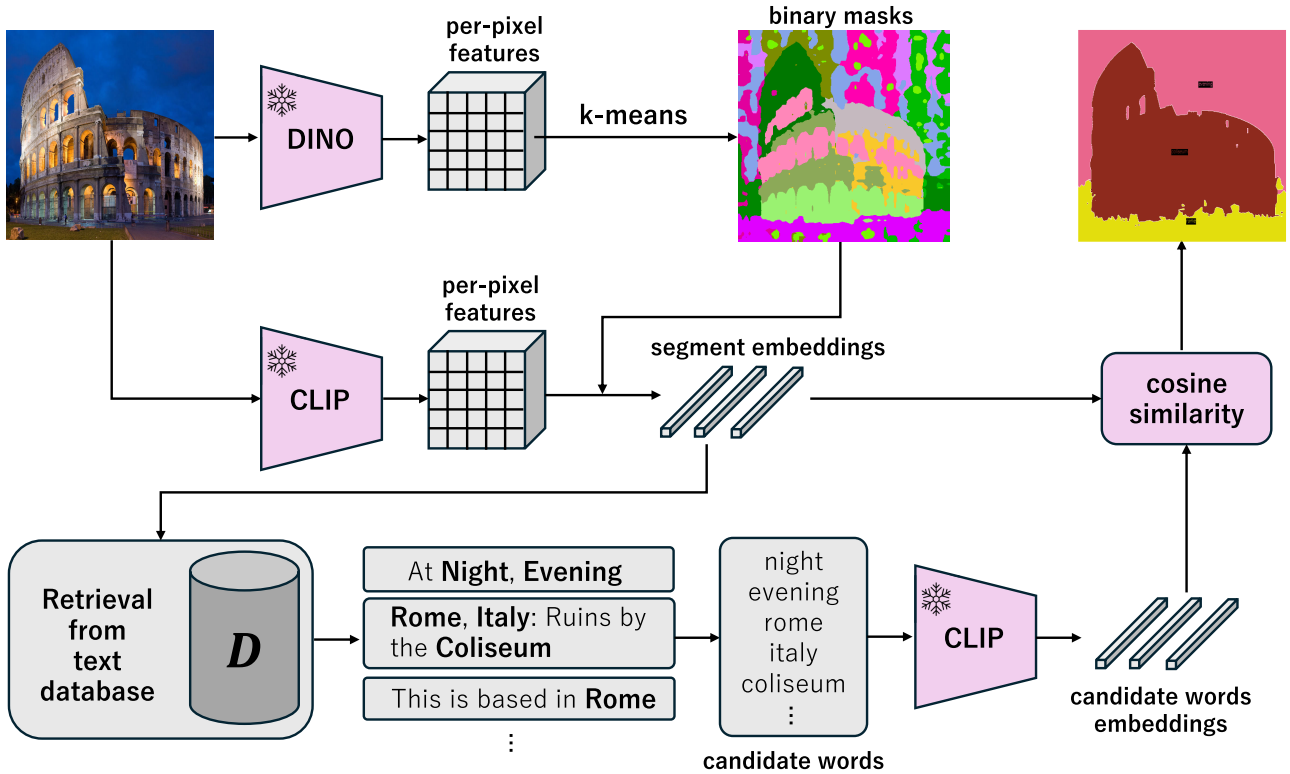 per-pixel
features
binary masks
DINO
k-means
per-pixel
features
segment embeddings
CLIP
cosine
similarity
Retrieval
from
text
database
D
At Night, Evening
Rome, Italy: Ruins by
the Coliseum
This is based in Rome
⋮
night
evening
rome
italy
coliseum
⋮
candidate words
CLIP
candidate words
embeddings